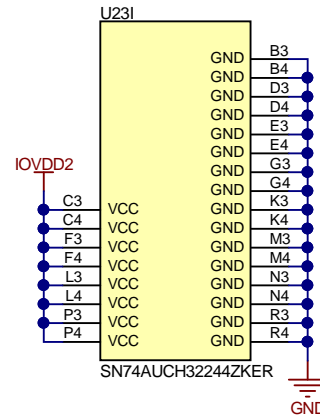 U23I
GND B3
GND B4
GND D3
GND D4
GND E3
GND E4
GND G3
IOVDD2
GND G4
C3 VCC GND K3
C4 VCC GND K4
F3 VCC GND M3
F4 VCC GND M4
L3 VCC GND N3
L4 VCC GND N4
P3 VCC GND R3
P4 VCC GND R4
SN74AUCH32244ZKER
GND